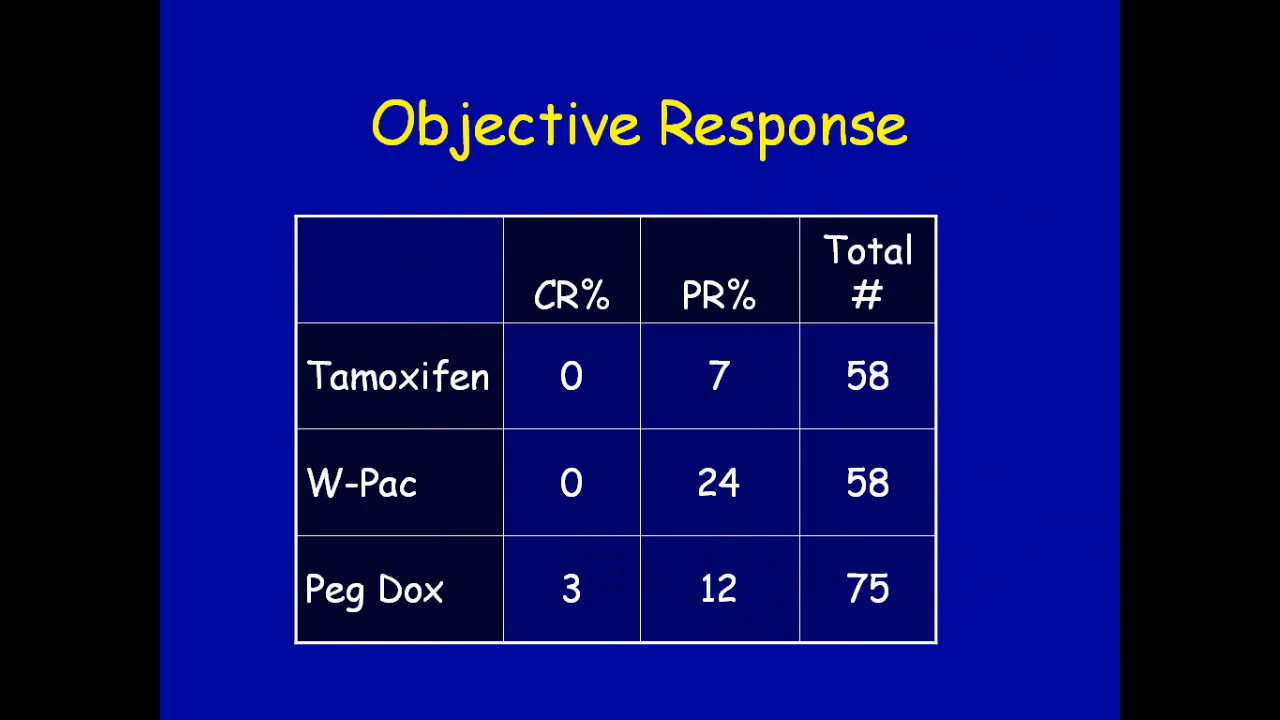 Objective Response
CR% PR% Total #
Tamoxifen 0 7 58
W-Pac 0 24 58
Peg Dox 3 12 75